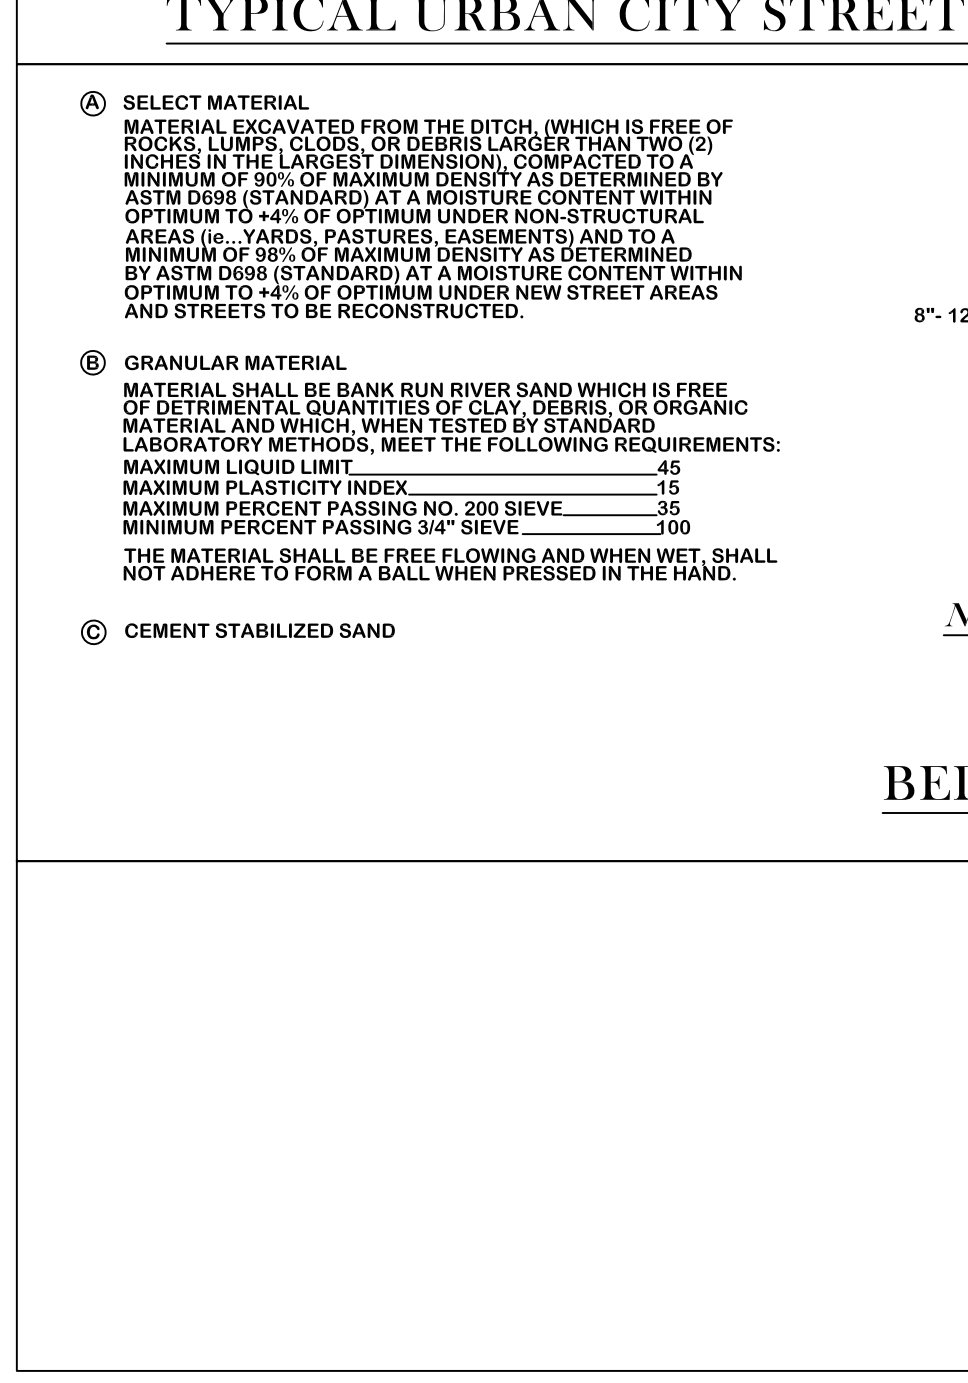 TYPICAL URBAN CITY STREET
Ⓐ SELECT MATERIAL
MATERIAL EXCAVATED FROM THE DITCH, (WHICH IS FREE OF
ROCKS, LUMPS, CLODS, OR DEBRIS LARGER THAN TWO (2)
INCHES IN THE LARGEST DIMENSION), COMPACTED TO A
MINIMUM OF 90% OF MAXIMUM DENSITY AS DETERMINED BY
ASTM D698 (STANDARD) AT A MOISTURE CONTENT WITHIN
OPTIMUM TO +4% OF OPTIMUM UNDER NON-STRUCTURAL
AREAS (ie...YARDS, PASTURES, EASEMENTS) AND TO A
MINIMUM OF 98% OF MAXIMUM DENSITY AS DETERMINED
BY ASTM D698 (STANDARD) AT A MOISTURE CONTENT WITHIN
OPTIMUM TO +4% OF OPTIMUM UNDER NEW STREET AREAS
AND STREETS TO BE RECONSTRUCTED.
8"- 12
Ⓑ GRANULAR MATERIAL
MATERIAL SHALL BE BANK RUN RIVER SAND WHICH IS FREE
OF DETRIMENTAL QUANTITIES OF CLAY, DEBRIS, OR ORGANIC
MATERIAL AND WHICH, WHEN TESTED BY STANDARD
LABORATORY METHODS, MEET THE FOLLOWING REQUIREMENTS:
MAXIMUM LIQUID LIMIT 45
MAXIMUM PLASTICITY INDEX 15
MAXIMUM PERCENT PASSING NO. 200 SIEVE 35
MINIMUM PERCENT PASSING 3/4" SIEVE 100
THE MATERIAL SHALL BE FREE FLOWING AND WHEN WET, SHALL
NOT ADHERE TO FORM A BALL WHEN PRESSED IN THE HAND.
Ⓒ CEMENT STABILIZED SAND